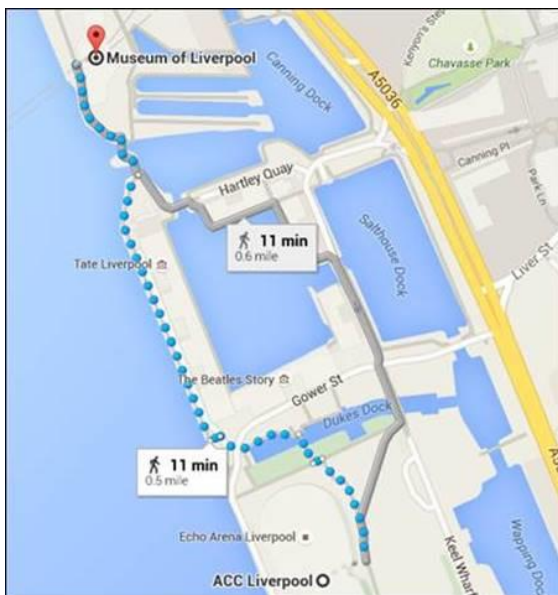 Museum of Liverpool
Kenyon's Step
Chavasse Park
A5036
Canning Dock
Canning Pl
Park Ln
Hartley Quay
11 min
0.6 mile
Salthouse Dock
Liver St
Tate Liverpool
The Beatles Story
Gower St
Dukes Dock
11 min
0.5 mile
Echo Arena Liverpool
ACC Liverpool
Keel Wharf
Wapping Dock